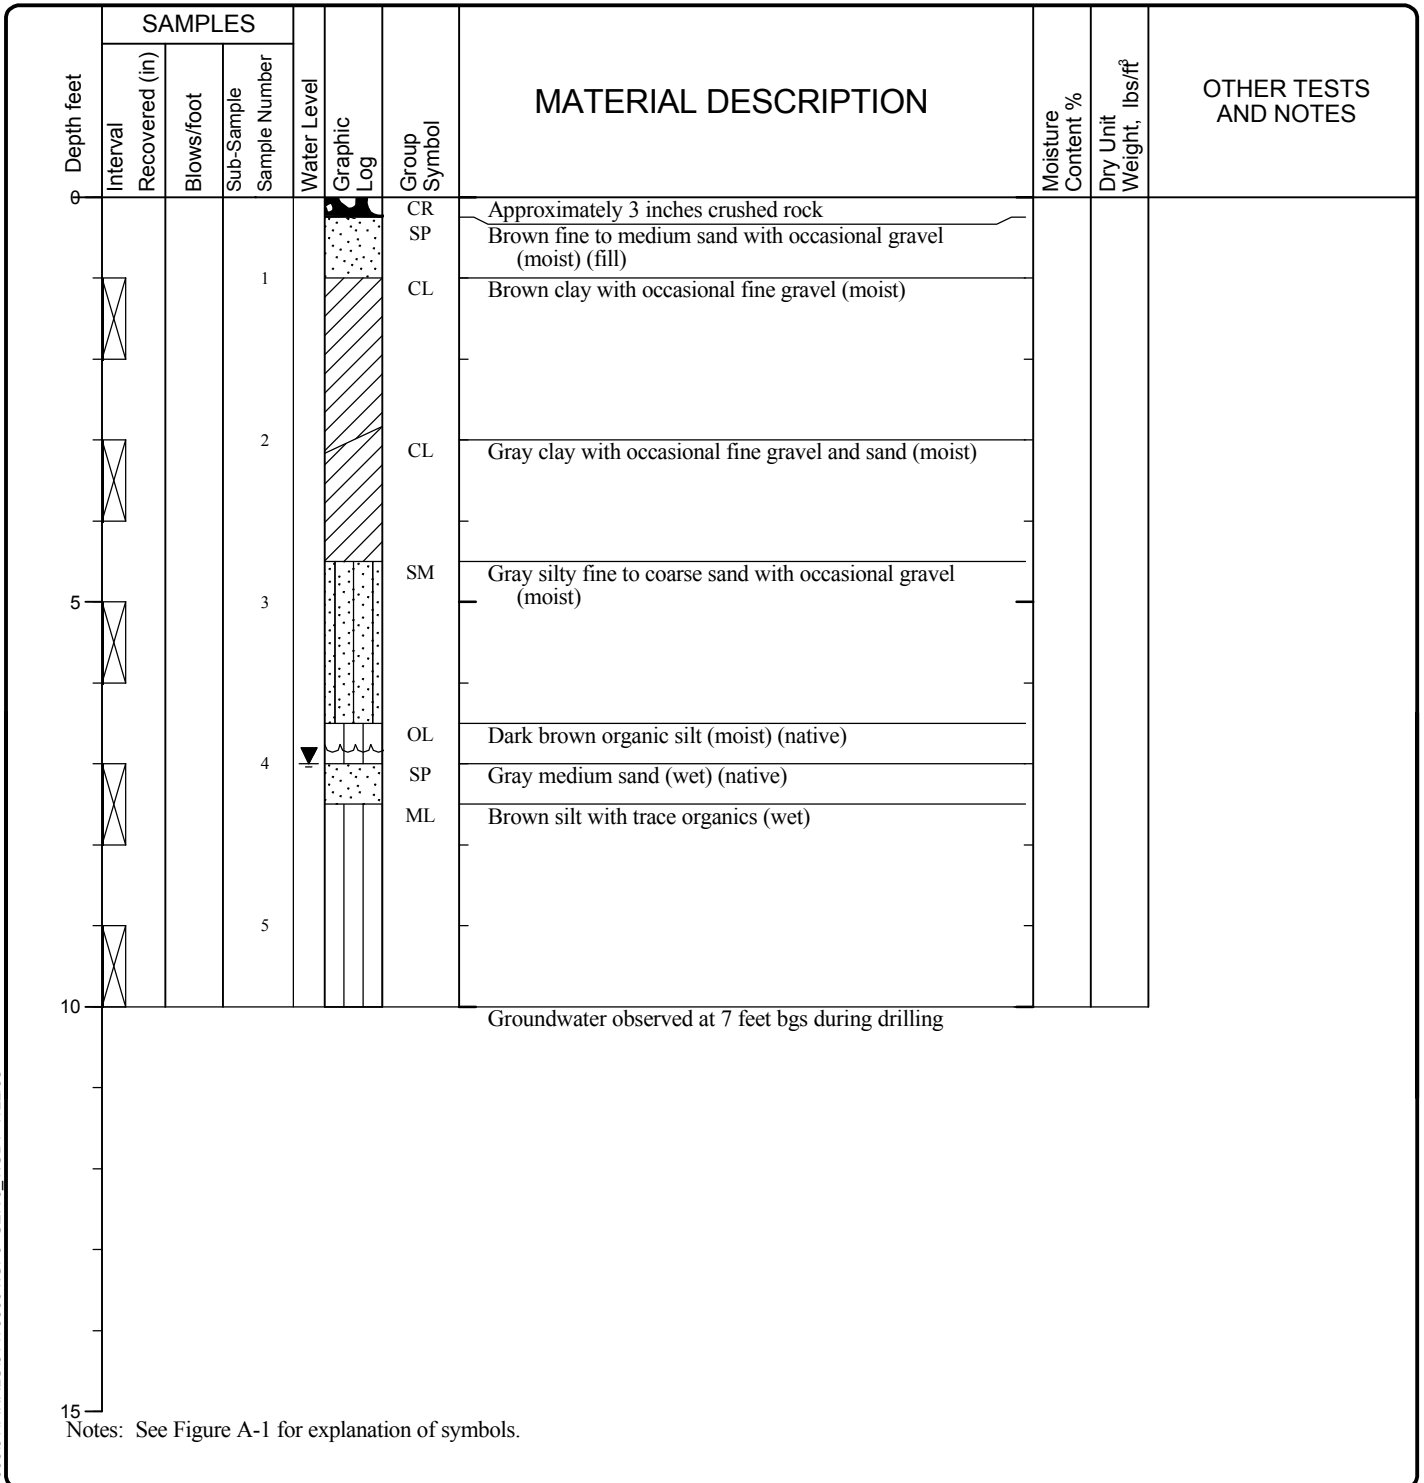 SAMPLES
Depth feet
Interval
Recovered (in)
Blows/foot
Sub-Sample
Sample Number
Water Level
Graphic
Log
Group
Symbol
MATERIAL DESCRIPTION
Moisture
Content %
Dry Unit
Weight, lbs/ft³
OTHER TESTS
AND NOTES
0
CR Approximately 3 inches crushed rock
SP Brown fine to medium sand with occasional gravel
(moist) (fill)
1
CL Brown clay with occasional fine gravel (moist)
2
CL Gray clay with occasional fine gravel and sand (moist)
SM Gray silty fine to coarse sand with occasional gravel
(moist)
5 3
OL Dark brown organic silt (moist) (native)
4
SP Gray medium sand (wet) (native)
ML Brown silt with trace organics (wet)
5
10
Groundwater observed at 7 feet bgs during drilling
15
Notes: See Figure A-1 for explanation of symbols.